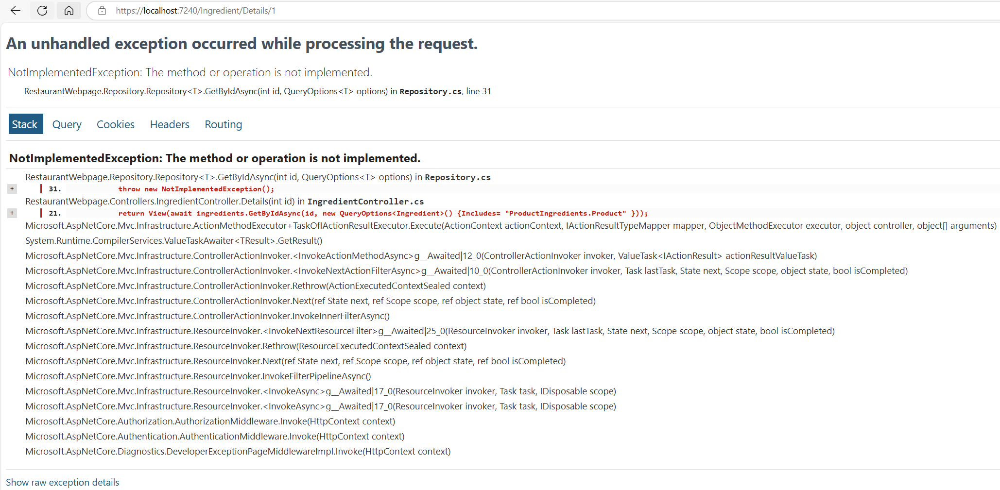 https://localhost:7240/Ingredient/Details/1
An unhandled exception occurred while processing the request.
NotImplementedException: The method or operation is not implemented.
RestaurantWebpage.Repository.Repository<T>.GetByIdAsync(int id, QueryOptions<T> options) in Repository.cs, line 31
Stack Query Cookies Headers Routing
NotImplementedException: The method or operation is not implemented.
RestaurantWebpage.Repository.Repository<T>.GetByIdAsync(int id, QueryOptions<T> options) in Repository.cs
+ 31. throw new NotImplementedException();
RestaurantWebpage.Controllers.IngredientController.Details(int id) in IngredientController.cs
+ 21. return View(await ingredients.GetByIdAsync(id, new QueryOptions<Ingredient>() {Includes= "ProductIngredients.Product" }));
Microsoft.AspNetCore.Mvc.Infrastructure.ActionMethodExecutor+TaskOfIActionResultExecutor.Execute(ActionContext actionContext, IActionResultTypeMapper mapper, ObjectMethodExecutor executor, object controller, object[] arguments)
System.Runtime.CompilerServices.ValueTaskAwaiter<TResult>.GetResult()
Microsoft.AspNetCore.Mvc.Infrastructure.ControllerActionInvoker.<InvokeActionMethodAsync>g__Awaited|12_0(ControllerActionInvoker invoker, ValueTask<IActionResult> actionResultValueTask)
Microsoft.AspNetCore.Mvc.Infrastructure.ControllerActionInvoker.<InvokeNextActionFilterAsync>g__Awaited|10_0(ControllerActionInvoker invoker, Task lastTask, State next, Scope scope, object state, bool isCompleted)
Microsoft.AspNetCore.Mvc.Infrastructure.ControllerActionInvoker.Rethrow(ActionExecutedContextSealed context)
Microsoft.AspNetCore.Mvc.Infrastructure.ControllerActionInvoker.Next(ref State next, ref Scope scope, ref object state, ref bool isCompleted)
Microsoft.AspNetCore.Mvc.Infrastructure.ControllerActionInvoker.InvokeInnerFilterAsync()
Microsoft.AspNetCore.Mvc.Infrastructure.ResourceInvoker.<InvokeNextResourceFilter>g__Awaited|25_0(ResourceInvoker invoker, Task lastTask, State next, Scope scope, object state, bool isCompleted)
Microsoft.AspNetCore.Mvc.Infrastructure.ResourceInvoker.Rethrow(ResourceExecutedContextSealed context)
Microsoft.AspNetCore.Mvc.Infrastructure.ResourceInvoker.Next(ref State next, ref Scope scope, ref object state, ref bool isCompleted)
Microsoft.AspNetCore.Mvc.Infrastructure.ResourceInvoker.InvokeFilterPipelineAsync()
Microsoft.AspNetCore.Mvc.Infrastructure.ResourceInvoker.<InvokeAsync>g__Awaited|17_0(ResourceInvoker invoker, Task task, IDisposable scope)
Microsoft.AspNetCore.Mvc.Infrastructure.ResourceInvoker.<InvokeAsync>g__Awaited|17_0(ResourceInvoker invoker, Task task, IDisposable scope)
Microsoft.AspNetCore.Authorization.AuthorizationMiddleware.Invoke(HttpContext context)
Microsoft.AspNetCore.Authentication.AuthenticationMiddleware.Invoke(HttpContext context)
Microsoft.AspNetCore.Diagnostics.DeveloperExceptionPageMiddlewareImpl.Invoke(HttpContext context)
Show raw exception details